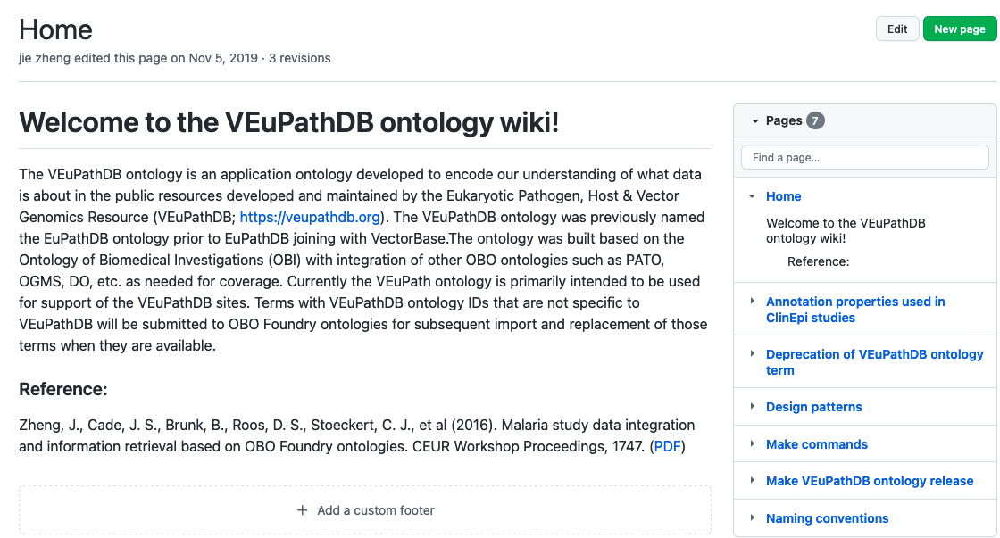 Home
Edit
New page
jie zheng edited this page on Nov 5, 2019 · 3 revisions
Welcome to the VEuPathDB ontology wiki!
The VEuPathDB ontology is an application ontology developed to encode our understanding of what data
is about in the public resources developed and maintained by the Eukaryotic Pathogen, Host & Vector
Genomics Resource (VEuPathDB; https://veupathdb.org). The VEuPathDB ontology was previously named
the EuPathDB ontology prior to EuPathDB joining with VectorBase.The ontology was built based on the
Ontology of Biomedical Investigations (OBI) with integration of other OBO ontologies such as PATO,
OGMS, DO, etc. as needed for coverage. Currently the VEuPath ontology is primarily intended to be used
for support of the VEuPathDB sites. Terms with VEuPathDB ontology IDs that are not specific to
VEuPathDB will be submitted to OBO Foundry ontologies for subsequent import and replacement of those
terms when they are available.
Reference:
Zheng, J., Cade, J. S., Brunk, B., Roos, D. S., Stoeckert, C. J., et al (2016). Malaria study data integration
and information retrieval based on OBO Foundry ontologies. CEUR Workshop Proceedings, 1747. (PDF)
+ Add a custom footer
Pages 7
Find a page...
Home
Welcome to the VEuPathDB
ontology wiki!
Reference:
Annotation properties used in
ClinEpi studies
Deprecation of VEuPathDB ontology
term
Design patterns
Make commands
Make VEuPathDB ontology release
Naming conventions